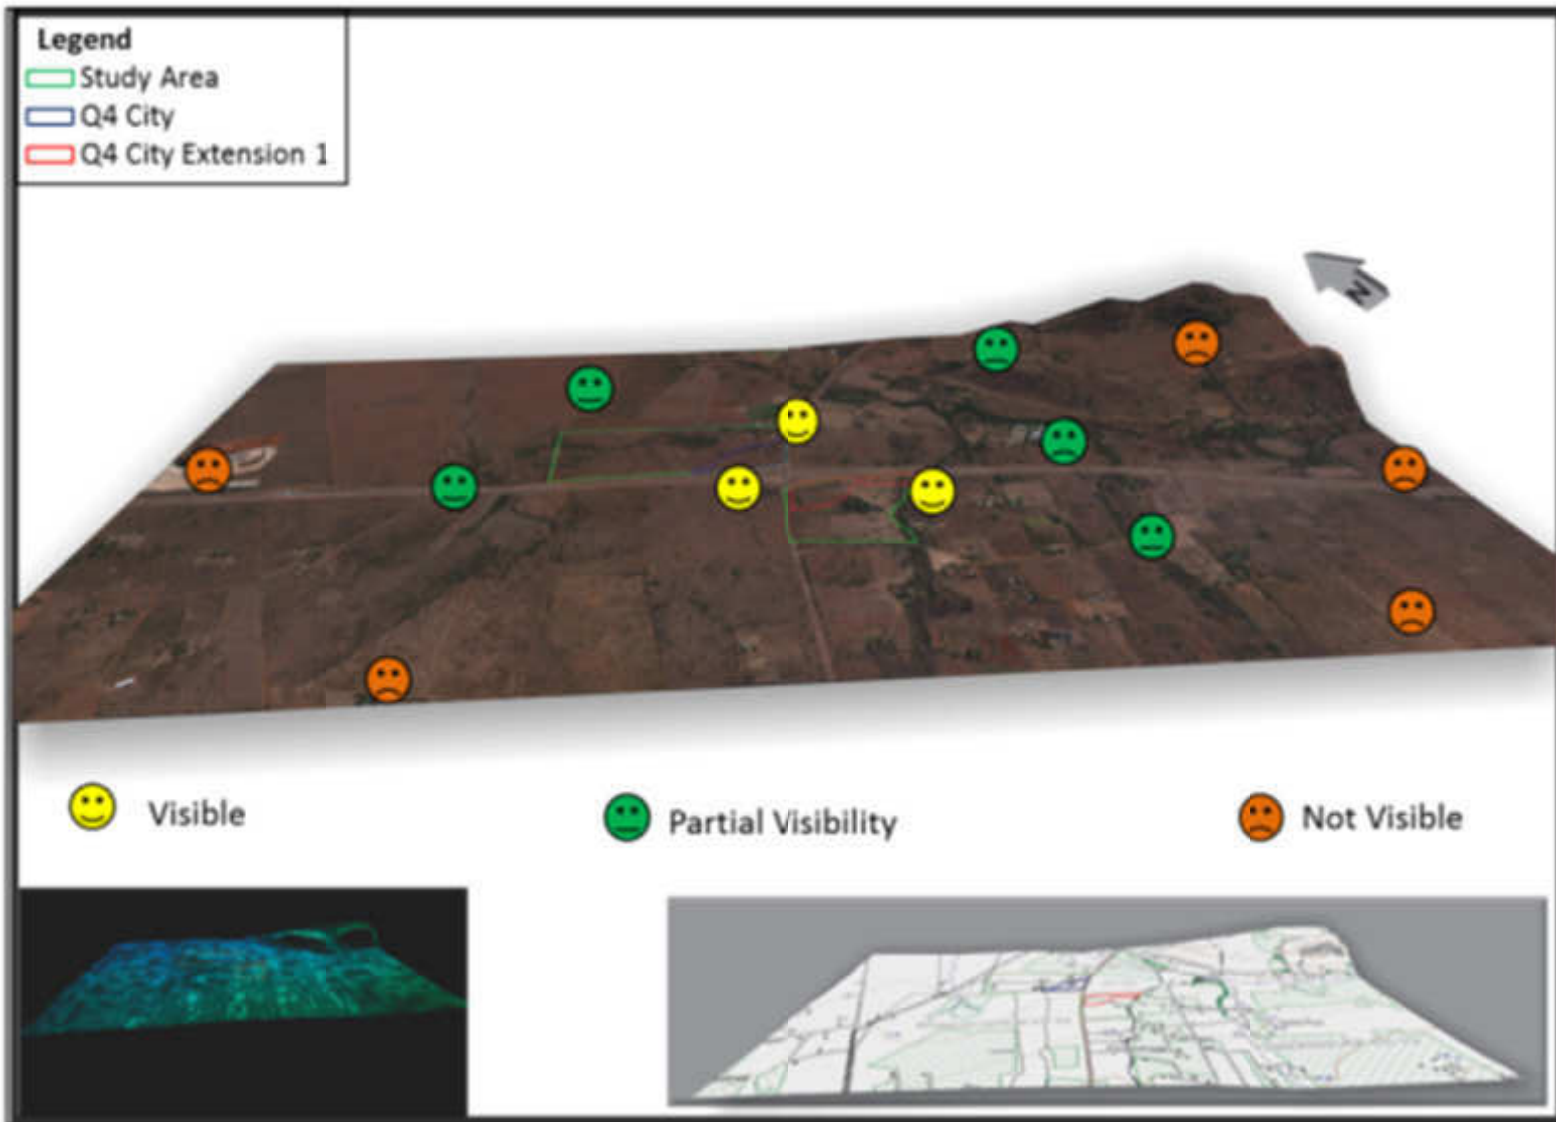 Legend
Study Area
Q4 City
Q4 City Extension 1
N
Visible
Partial Visibility
Not Visible